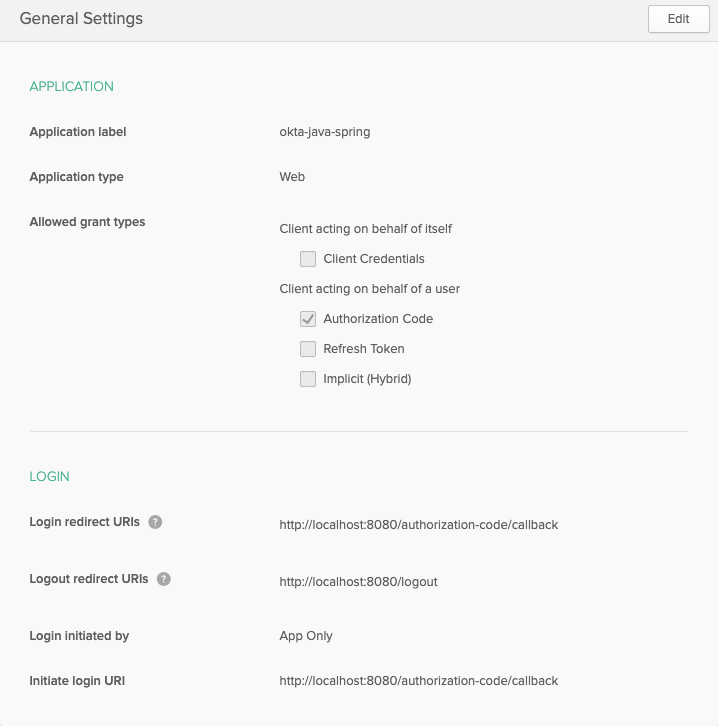 General Settings
Edit
APPLICATION
Application label
okta-java-spring
Application type
Web
Allowed grant types
Client acting on behalf of itself
Client Credentials
Client acting on behalf of a user
Authorization Code
Refresh Token
Implicit (Hybrid)
LOGIN
Login redirect URIs ?
http://localhost:8080/authorization-code/callback
Logout redirect URIs ?
http://localhost:8080/logout
Login initiated by
App Only
Initiate login URI
http://localhost:8080/authorization-code/callback